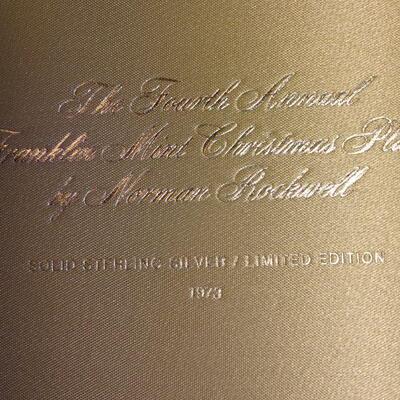 The Fourth Annual
Franklin Mint Christmas Pla
by Norman Rockwell
SOLID STERLING SILVER / LIMITED EDITION
1973